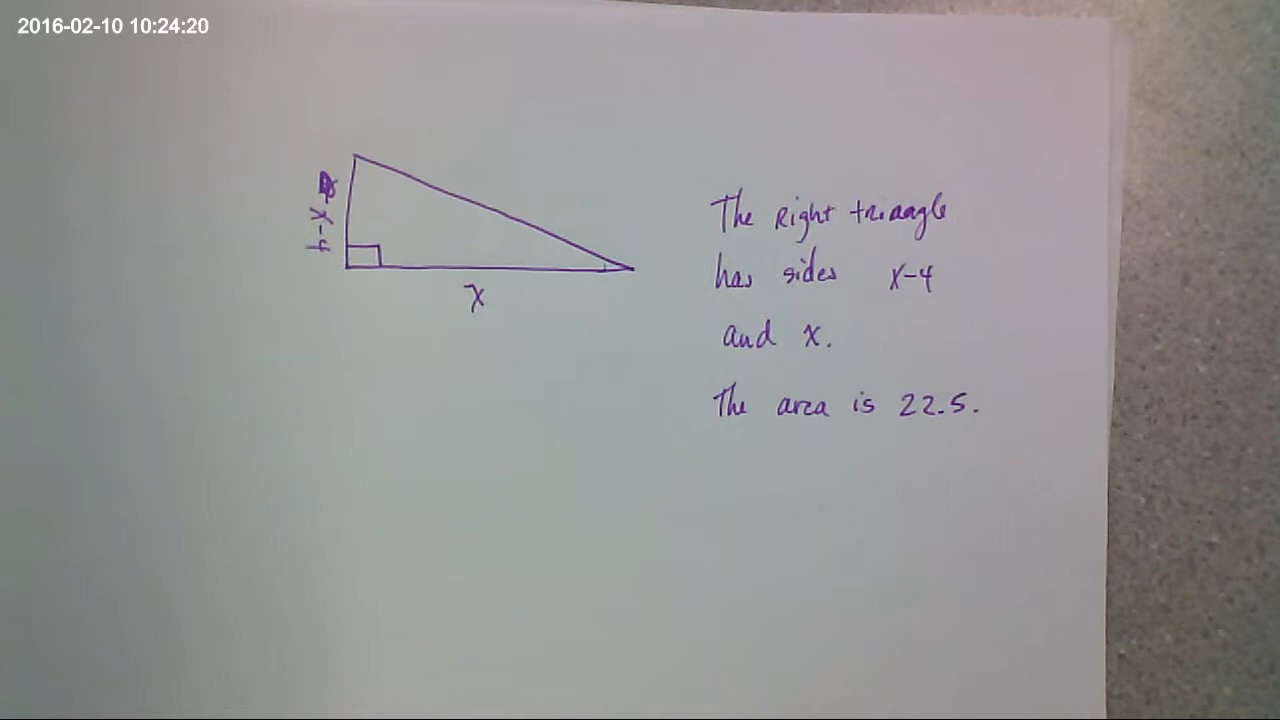 2016-02-10 10:24:20
x-4
x
The Right triangle
has sides x-4
and x.
The area is 22.5.